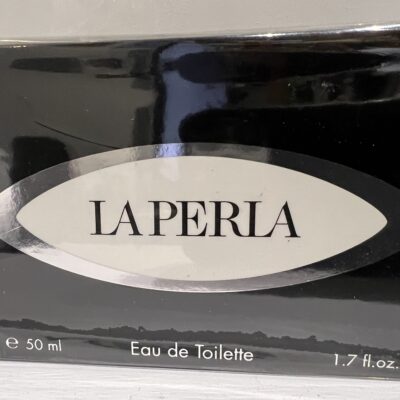 LA PERLA
℮ 50 ml Eau de Toilette 1.7 fl.oz.